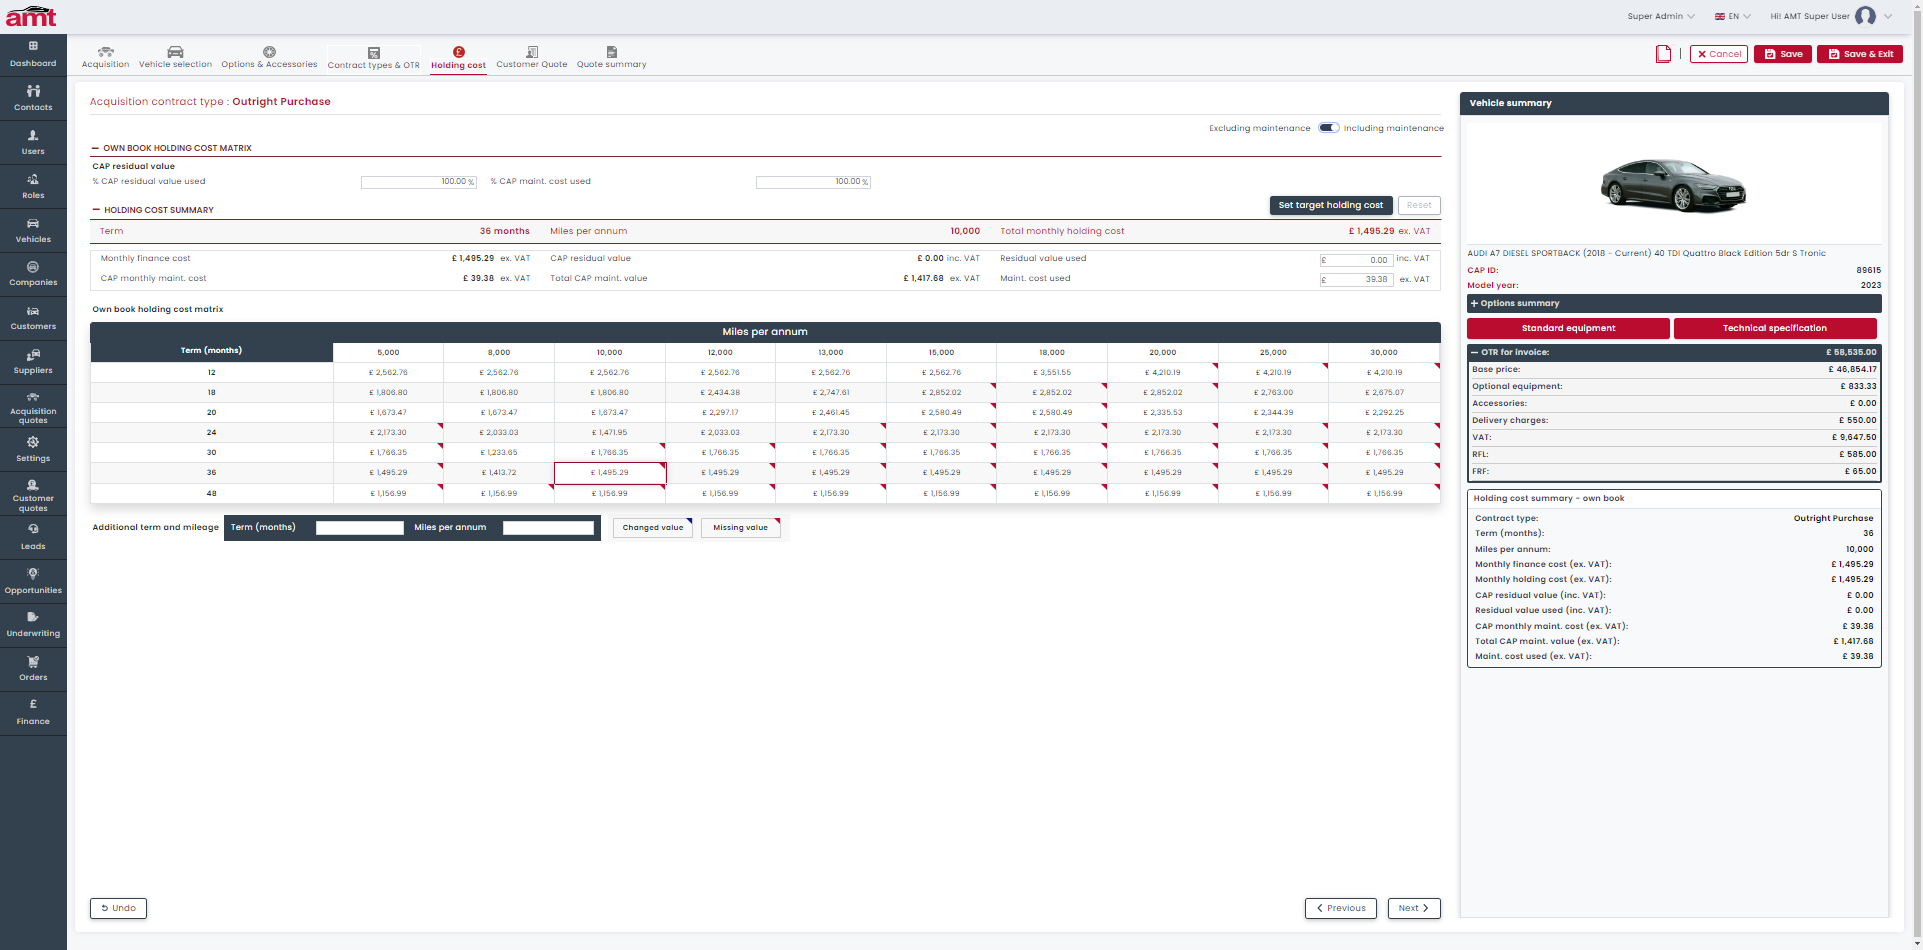 amt
Super Admin
EN
Hi! AMT Super User
Dashboard
Contacts
Users
Roles
Vehicles
Companies
Customers
Suppliers
Acquisition quotes
Settings
Customer quotes
Leads
Opportunities
Underwriting
Orders
Finance
Acquisition
Vehicle selection
Options & Accessories
Contract types & OTR
Holding cost
Customer Quote
Quote summary
Cancel
Save
Save & Exit
Acquisition contract type : Outright Purchase
Excluding maintenance Including maintenance
OWN BOOK HOLDING COST MATRIX
CAP residual value
% CAP residual value used 100.00 % % CAP maint. cost used 100.00 %
HOLDING COST SUMMARY
Set target holding cost Reset
Term 36 months Miles per annum 10,000 Total monthly holding cost £ 1,495.29 ex. VAT
Monthly finance cost £ 1,495.29 ex. VAT CAP residual value £ 0.00 inc. VAT Residual value used £ 0.00 inc. VAT
CAP monthly maint. cost £ 39.38 ex. VAT Total CAP maint. value £ 1,417.68 ex. VAT Maint. cost used £ 39.38 ex. VAT
Own book holding cost matrix
Miles per annum
Term (months) 5,000 8,000 10,000 12,000 13,000 15,000 18,000 20,000 25,000 30,000
12 £ 2,562.76 £ 2,562.76 £ 2,562.76 £ 2,562.76 £ 2,562.76 £ 2,562.76 £ 3,551.55 £ 4,210.19 £ 4,210.19 £ 4,210.19
18 £ 1,806.80 £ 1,806.80 £ 1,806.80 £ 2,434.38 £ 2,747.61 £ 2,852.02 £ 2,852.02 £ 2,852.02 £ 2,763.00 £ 2,675.07
20 £ 1,673.47 £ 1,673.47 £ 1,673.47 £ 2,297.17 £ 2,461.45 £ 2,580.49 £ 2,580.49 £ 2,335.53 £ 2,344.39 £ 2,292.25
24 £ 2,173.30 £ 2,033.03 £ 1,471.95 £ 2,033.03 £ 2,173.30 £ 2,173.30 £ 2,173.30 £ 2,173.30 £ 2,173.30 £ 2,173.30
30 £ 1,766.35 £ 1,233.65 £ 1,766.35 £ 1,766.35 £ 1,766.35 £ 1,766.35 £ 1,766.35 £ 1,766.35 £ 1,766.35 £ 1,766.35
36 £ 1,495.29 £ 1,413.72 £ 1,495.29 £ 1,495.29 £ 1,495.29 £ 1,495.29 £ 1,495.29 £ 1,495.29 £ 1,495.29 £ 1,495.29
48 £ 1,156.99 £ 1,156.99 £ 1,156.99 £ 1,156.99 £ 1,156.99 £ 1,156.99 £ 1,156.99 £ 1,156.99 £ 1,156.99 £ 1,156.99
Additional term and mileage Term (months) Miles per annum Changed value Missing value
Undo
Previous
Next
Vehicle summary
AUDI A7 DIESEL SPORTBACK (2018 - Current) 40 TDI Quattro Black Edition 5dr S Tronic
CAP ID: 89615
Model year: 2023
+ Options summary
Standard equipment Technical specification
OTR for invoice: £ 58,535.00
Base price: £ 46,854.17
Optional equipment: £ 833.33
Accessories: £ 0.00
Delivery charges: £ 550.00
VAT: £ 9,647.50
RFL: £ 585.00
FRF: £ 65.00
Holding cost summary - own book
Contract type: Outright Purchase
Term (months): 36
Miles per annum: 10,000
Monthly finance cost (ex. VAT): £ 1,495.29
Monthly holding cost (ex. VAT): £ 1,495.29
CAP residual value (inc. VAT): £ 0.00
Residual value used (inc. VAT): £ 0.00
CAP monthly maint. cost (ex. VAT): £ 39.38
Total CAP maint. value (ex. VAT): £ 1,417.68
Maint. cost used (ex. VAT): £ 39.38